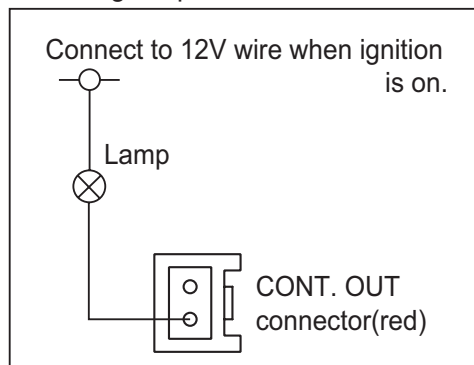 Connect to 12V wire when ignition
is on.
Lamp
CONT. OUT
connector(red)